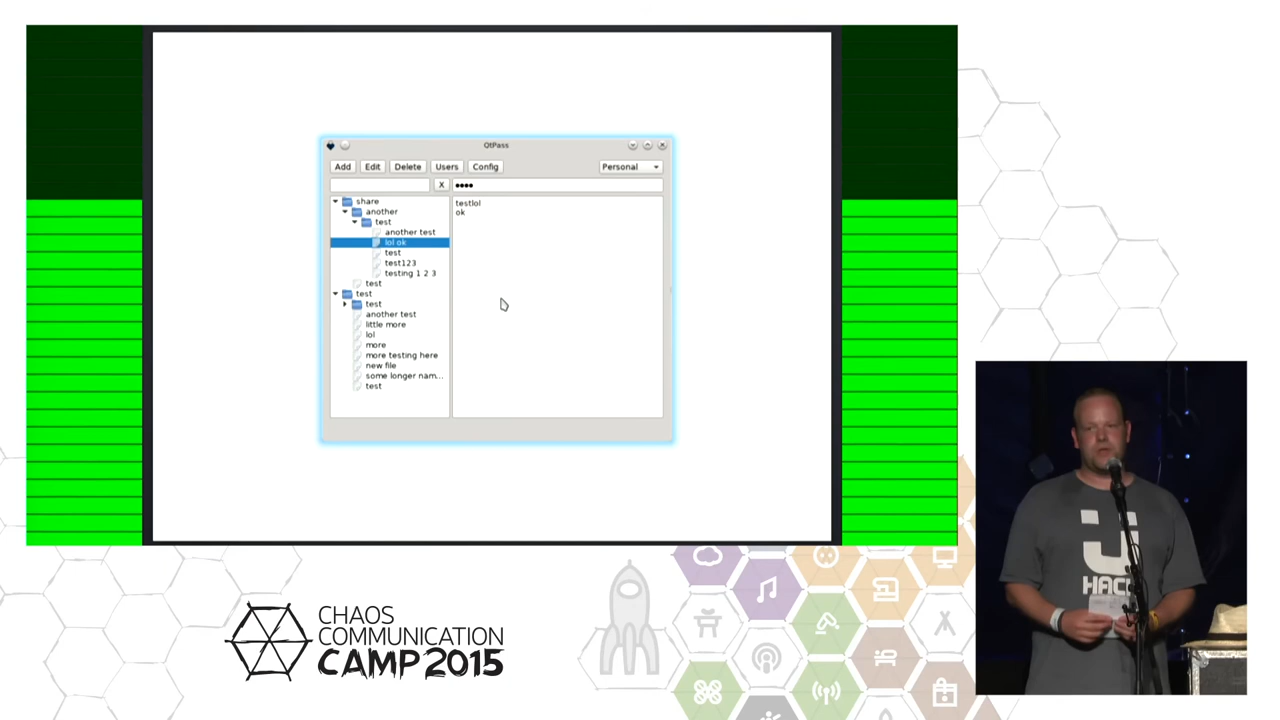 QtPass
Add Edit Delete Users Config Personal
X ●●●●
share
another
test
another test
lol ok
test
test123
testing 1 2 3
test
test
test
another test
little more
lol
more
more testing here
new file
some longer nam...
test
testlol
ok
HACK
CHAOS
COMMUNICATION
CAMP 2015